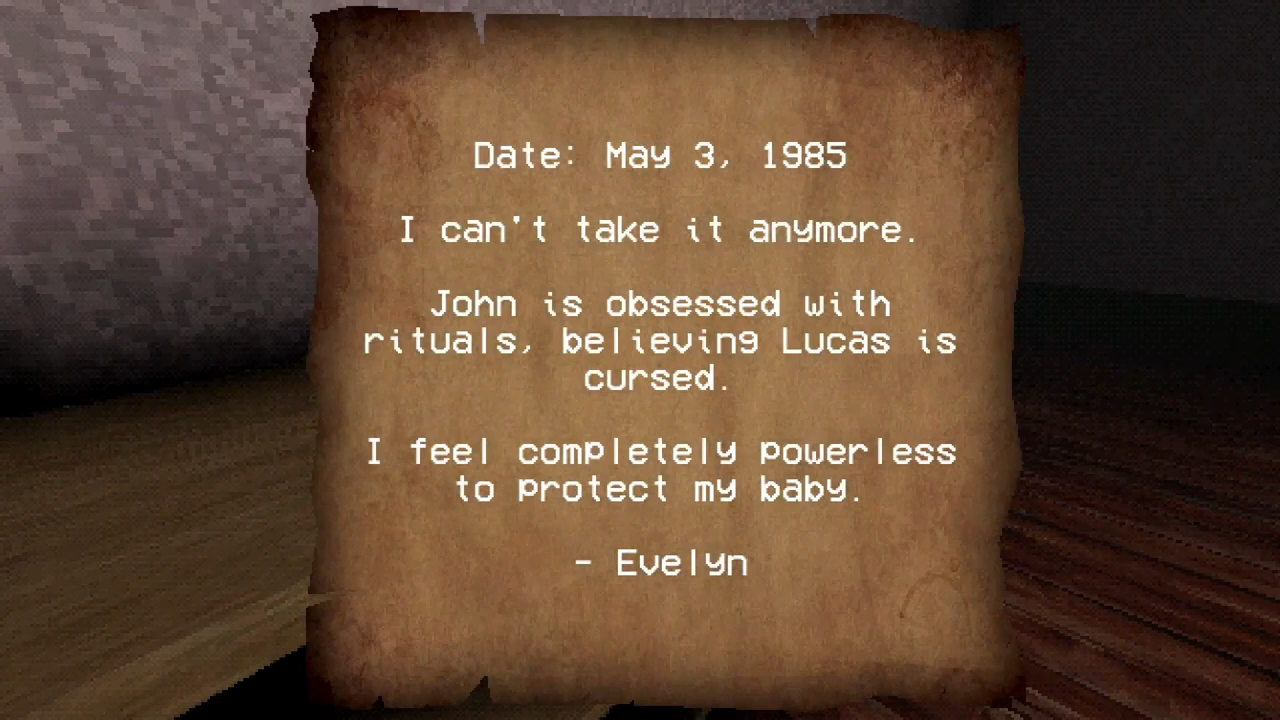 Date: May 3, 1985
I can't take it anymore.
John is obsessed with
rituals, believing Lucas is
cursed.
I feel completely powerless
to protect my baby.
- Evelyn